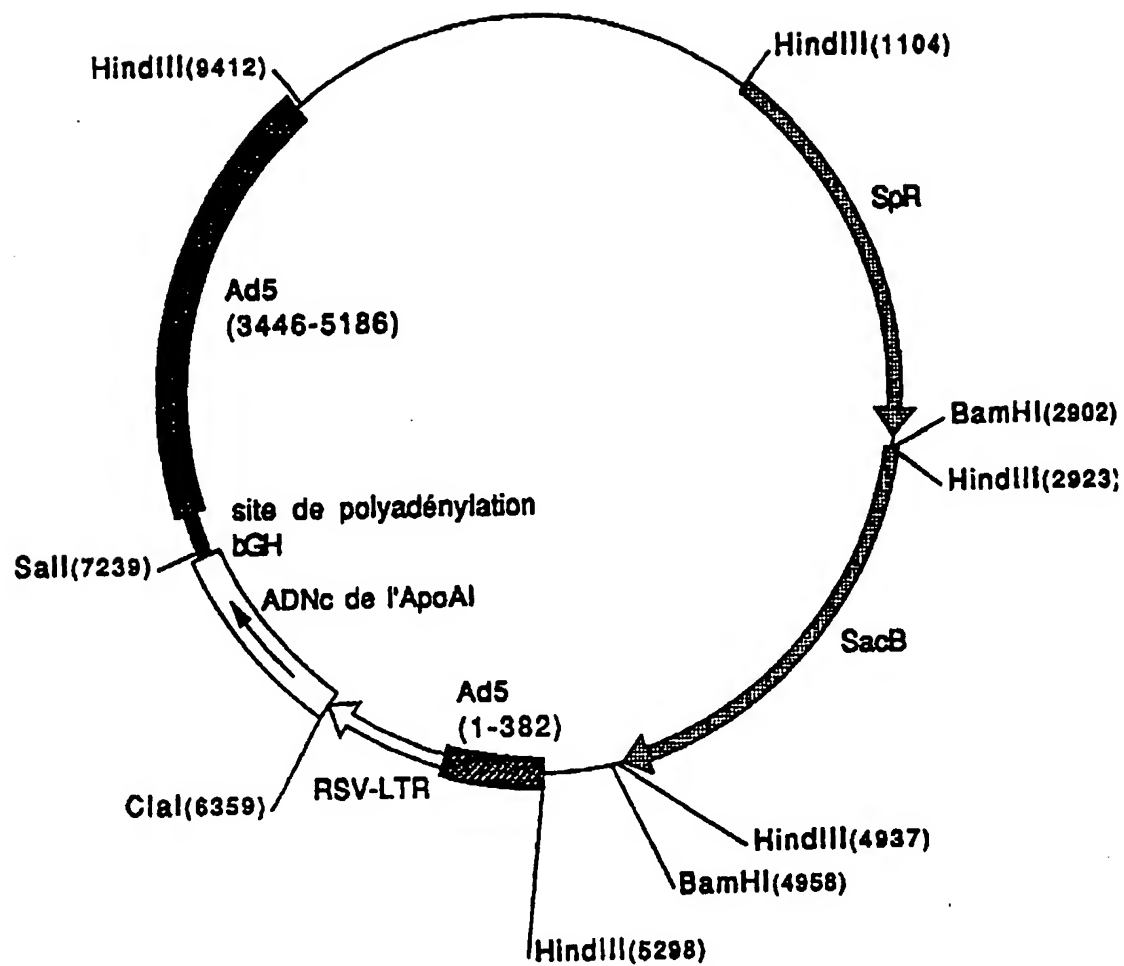 HindIII(1104)
HindIII(9412)
SpR
Ad5
(3446-5186)
BamHI(2902)
HindIII(2923)
site de polyadénylation
bGH
SalI(7239)
ADNc de l'ApoAI
SacB
Ad5
(1-382)
RSV-LTR
ClaI(6359)
HindIII(4937)
BamHI(4958)
HindIII(5298)